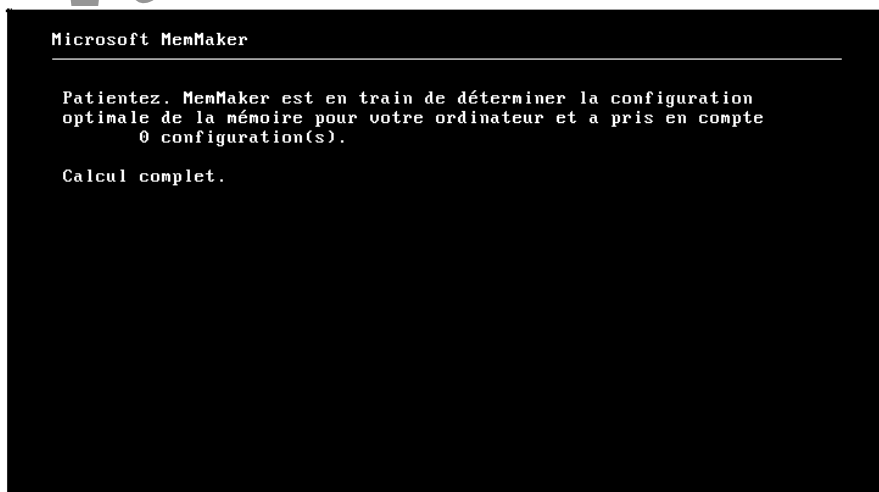 Microsoft MemMaker
Patientez. MemMaker est en train de déterminer la configuration
optimale de la mémoire pour votre ordinateur et a pris en compte
0 configuration(s).
Calcul complet.